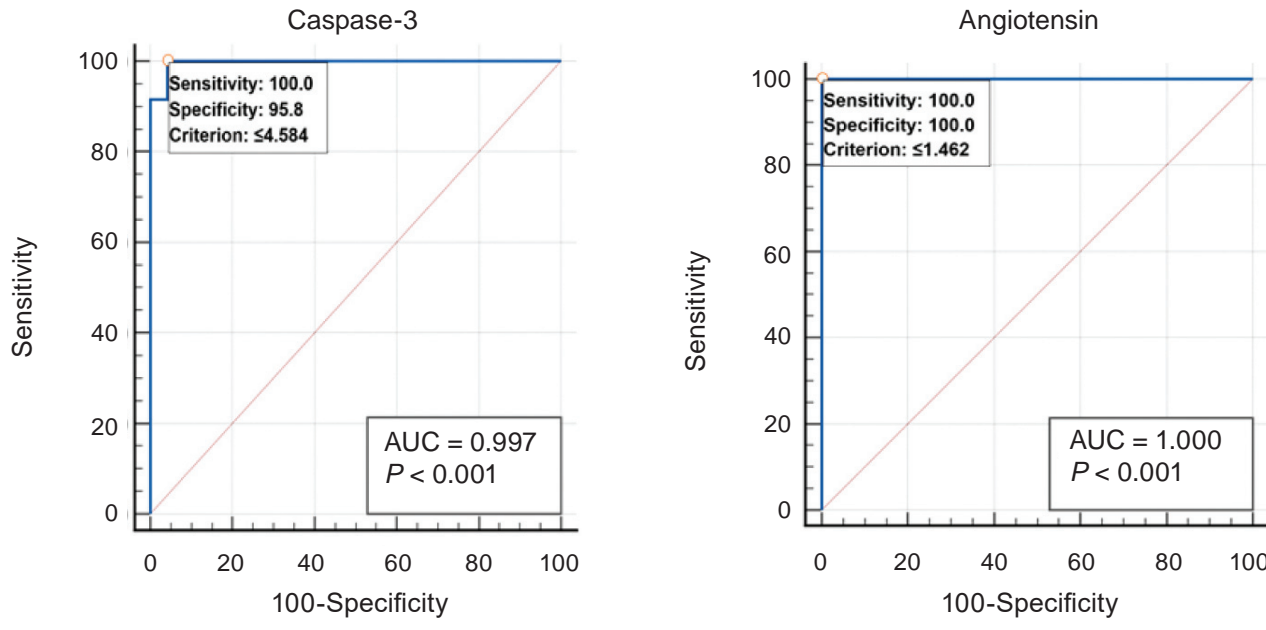 Caspase-3
100
80
60
40
20
0
Sensitivity: 100.0
Specificity: 95.8
Criterion: ≤4.584
AUC = 0.997
P < 0.001
0 20 40 60 80 100
Sensitivity
100-Specificity
Angiotensin
100
80
60
40
20
0
Sensitivity: 100.0
Specificity: 100.0
Criterion: ≤1.462
AUC = 1.000
P < 0.001
0 20 40 60 80 100
Sensitivity
100-Specificity